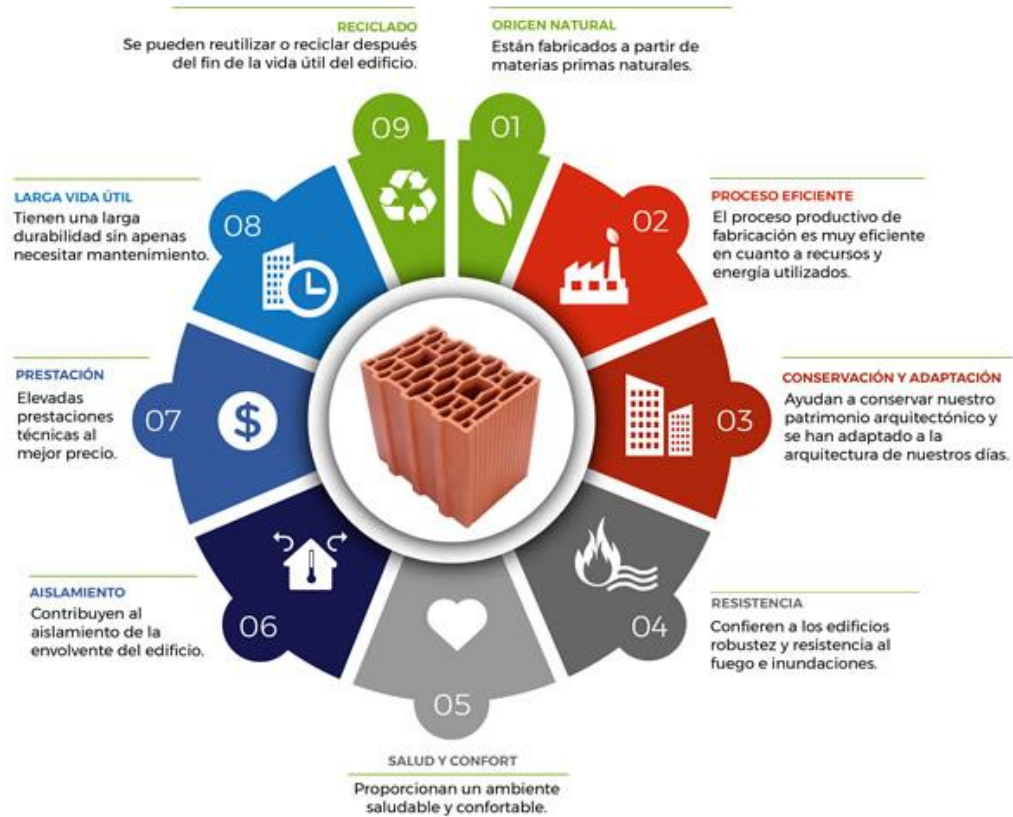 RECICLADO
Se pueden reutilizar o reciclar después
del fin de la vida útil del edificio.
09
ORIGEN NATURAL
Están fabricados a partir de
materias primas naturales.
01
PROCESO EFICIENTE
El proceso productivo de
fabricación es muy eficiente
en cuanto a recursos y
energía utilizados.
02
CONSERVACIÓN Y ADAPTACIÓN
Ayudan a conservar nuestro
patrimonio arquitectónico y
se han adaptado a la
arquitectura de nuestros días.
03
RESISTENCIA
Confieren a los edificios
robustez y resistencia al
fuego e inundaciones.
04
05
SALUD Y CONFORT
Proporcionan un ambiente
saludable y confortable.
AISLAMIENTO
Contribuyen al
aislamiento de la
envolvente del edificio.
06
PRESTACIÓN
Elevadas
prestaciones
técnicas al
mejor precio.
07
$
LARGA VIDA ÚTIL
Tienen una larga
durabilidad sin apenas
necesitar mantenimiento.
08